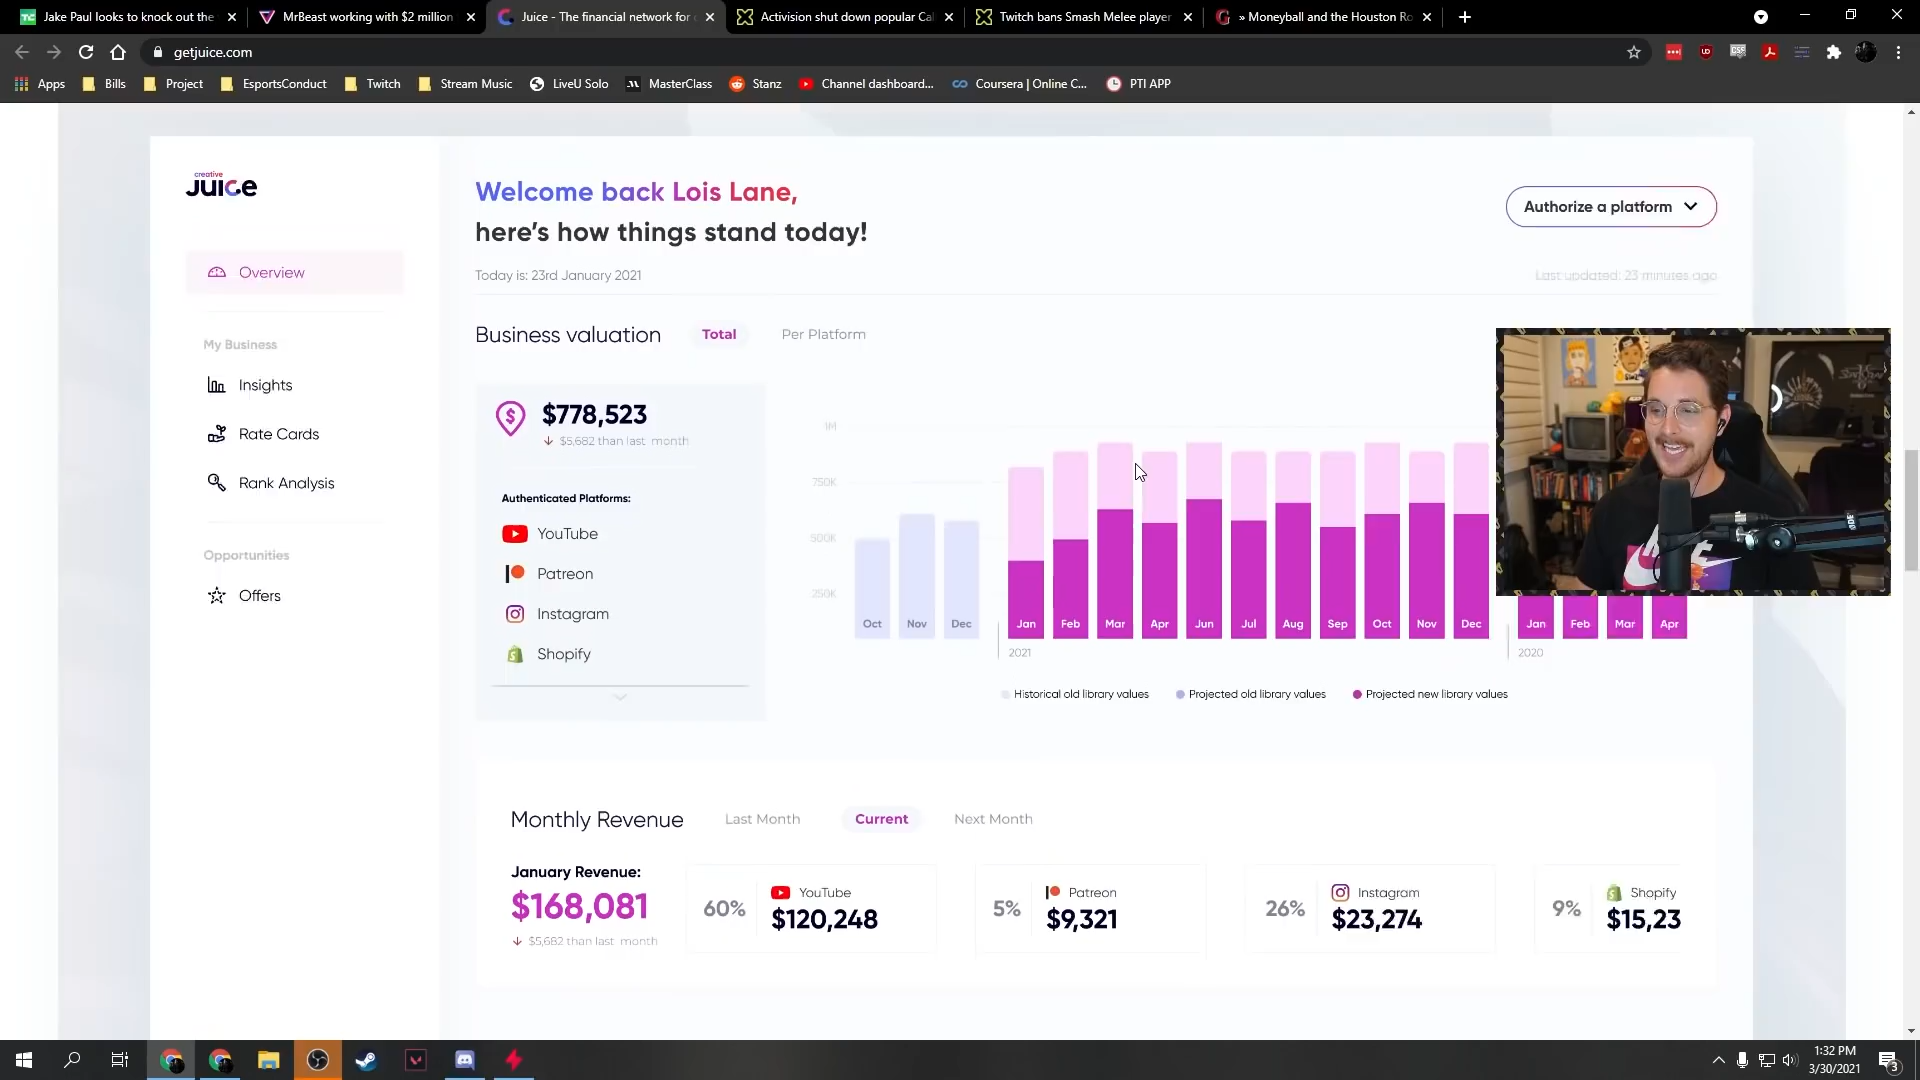 Jake Paul looks to knock out the
MrBeast working with $2 million
Juice - The financial network for
Activision shut down popular Cal
Twitch bans Smash Melee player
» Moneyball and the Houston Ro
getjuice.com
Apps
Bills
Project
EsportsConduct
Twitch
Stream Music
LiveU Solo
MasterClass
Stanz
Channel dashboard...
Coursera | Online C...
PTI APP
creative
Juice
Welcome back Lois Lane,
here's how things stand today!
Authorize a platform
Today is: 23rd January 2021
Last updated: 23 minutes ago
Overview
My Business
Insights
Rate Cards
Rank Analysis
Opportunities
Offers
Business valuation
Total
Per Platform
$778,523
$5,682 than last month
Authenticated Platforms:
YouTube
Patreon
Instagram
Shopify
1M
750K
500K
250K
Oct Nov Dec Jan Feb Mar Apr Jun Jul Aug Sep Oct Nov Dec Jan Feb Mar Apr
2021 2020
Historical old library values
Projected old library values
Projected new library values
Monthly Revenue
Last Month
Current
Next Month
January Revenue:
$168,081
$5,682 than last month
60%
YouTube
$120,248
5%
Patreon
$9,321
26%
Instagram
$23,274
9%
Shopify
$15,23
1:32 PM
3/30/2021
3